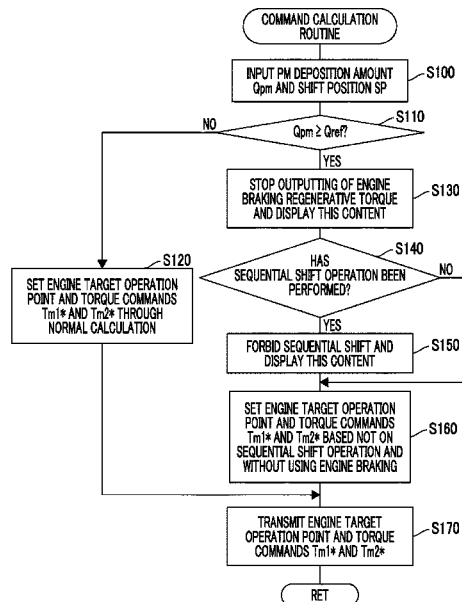 COMMAND CALCULATION
ROUTINE
S100
INPUT PM DEPOSITION AMOUNT
Qpm AND SHIFT POSITION SP
S110
Qpm ≥ Qref?
NO
YES
S130
STOP OUTPUTTING OF ENGINE
BRAKING REGENERATIVE TORQUE
AND DISPLAY THIS CONTENT
S140
HAS
SEQUENTIAL SHIFT OPERATION BEEN
PERFORMED?
NO
YES
S120
SET ENGINE TARGET OPERATION
POINT AND TORQUE COMMANDS
Tm1* AND Tm2* THROUGH
NORMAL CALCULATION
S150
FORBID SEQUENTIAL SHIFT AND
DISPLAY THIS CONTENT
S160
SET ENGINE TARGET OPERATION
POINT AND TORQUE COMMANDS
Tm1* AND Tm2* BASED NOT ON
SEQUENTIAL SHIFT OPERATION AND
WITHOUT USING ENGINE BRAKING
S170
TRANSMIT ENGINE TARGET
OPERATION POINT AND TORQUE
COMMANDS Tm1* AND Tm2*
RET